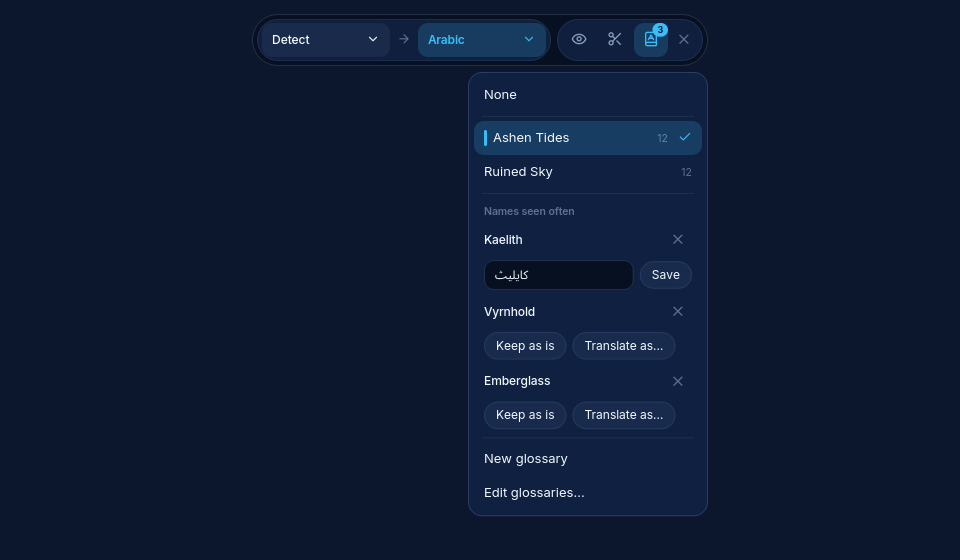 Detect
Arabic
3
None
Ashen Tides 12
Ruined Sky 12
Names seen often
Kaelith
كايليث Save
Vyrnhold
Keep as is Translate as...
Emberglass
Keep as is Translate as...
New glossary
Edit glossaries...